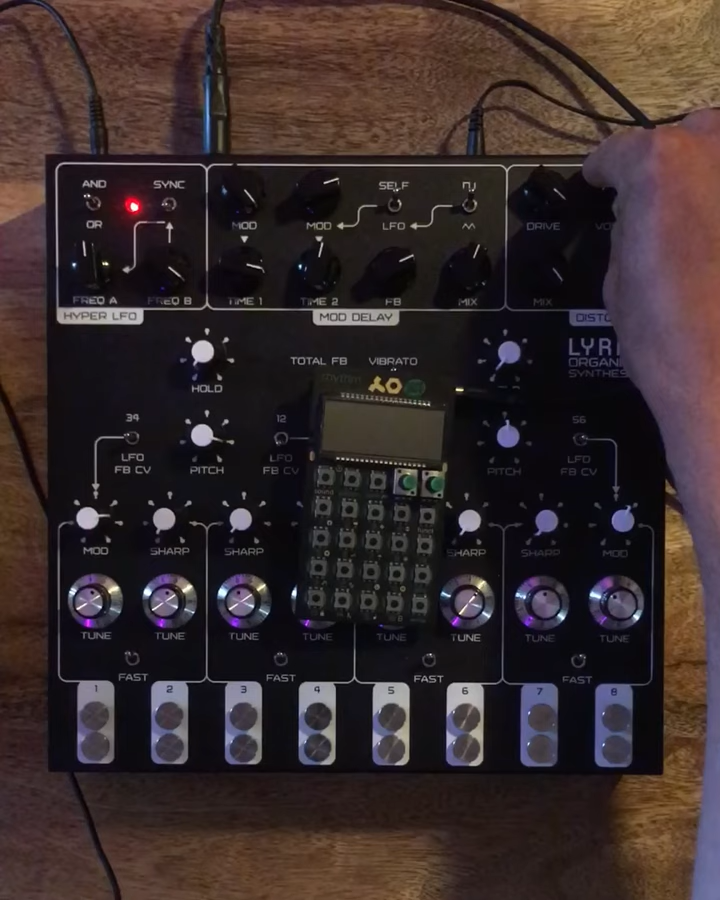 AND SYNC SELF
OR MOD MOD LFO DRIVE
FREQ A FREQ B TIME 1 TIME 2 FB MIX MIX
HYPER LFO MOD DELAY DISTO
LYR
ORGAN
SYNTHES
TOTAL FB VIBRATO
HOLD
34 12 56
LFO PITCH LFO PITCH LFO
FB CV FB CV FB CV
MOD SHARP SHARP SHARP SHARP MOD
TUNE TUNE TUNE TUNE TUNE TUNE TUNE TUNE
FAST FAST FAST FAST
1 2 3 4 5 6 7 8